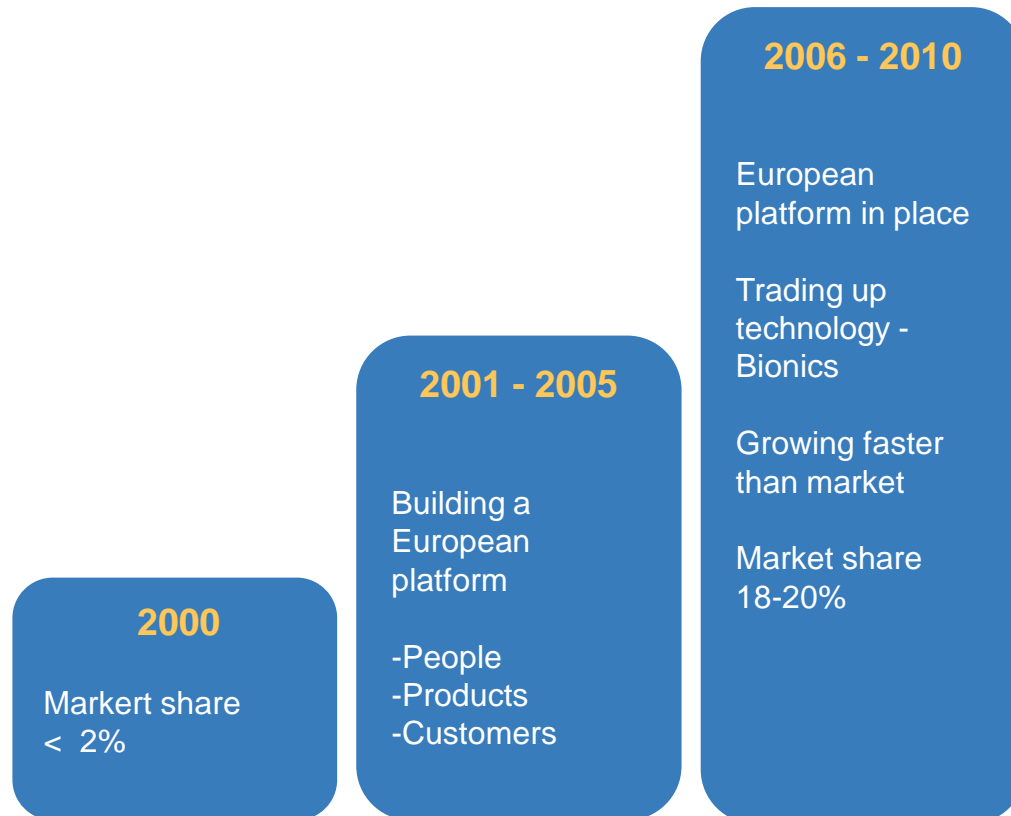 2000
Markert share
< 2%
2001 - 2005
Building a
European
platform
-People
-Products
-Customers
2006 - 2010
European
platform in place
Trading up
technology -
Bionics
Growing faster
than market
Market share
18-20%